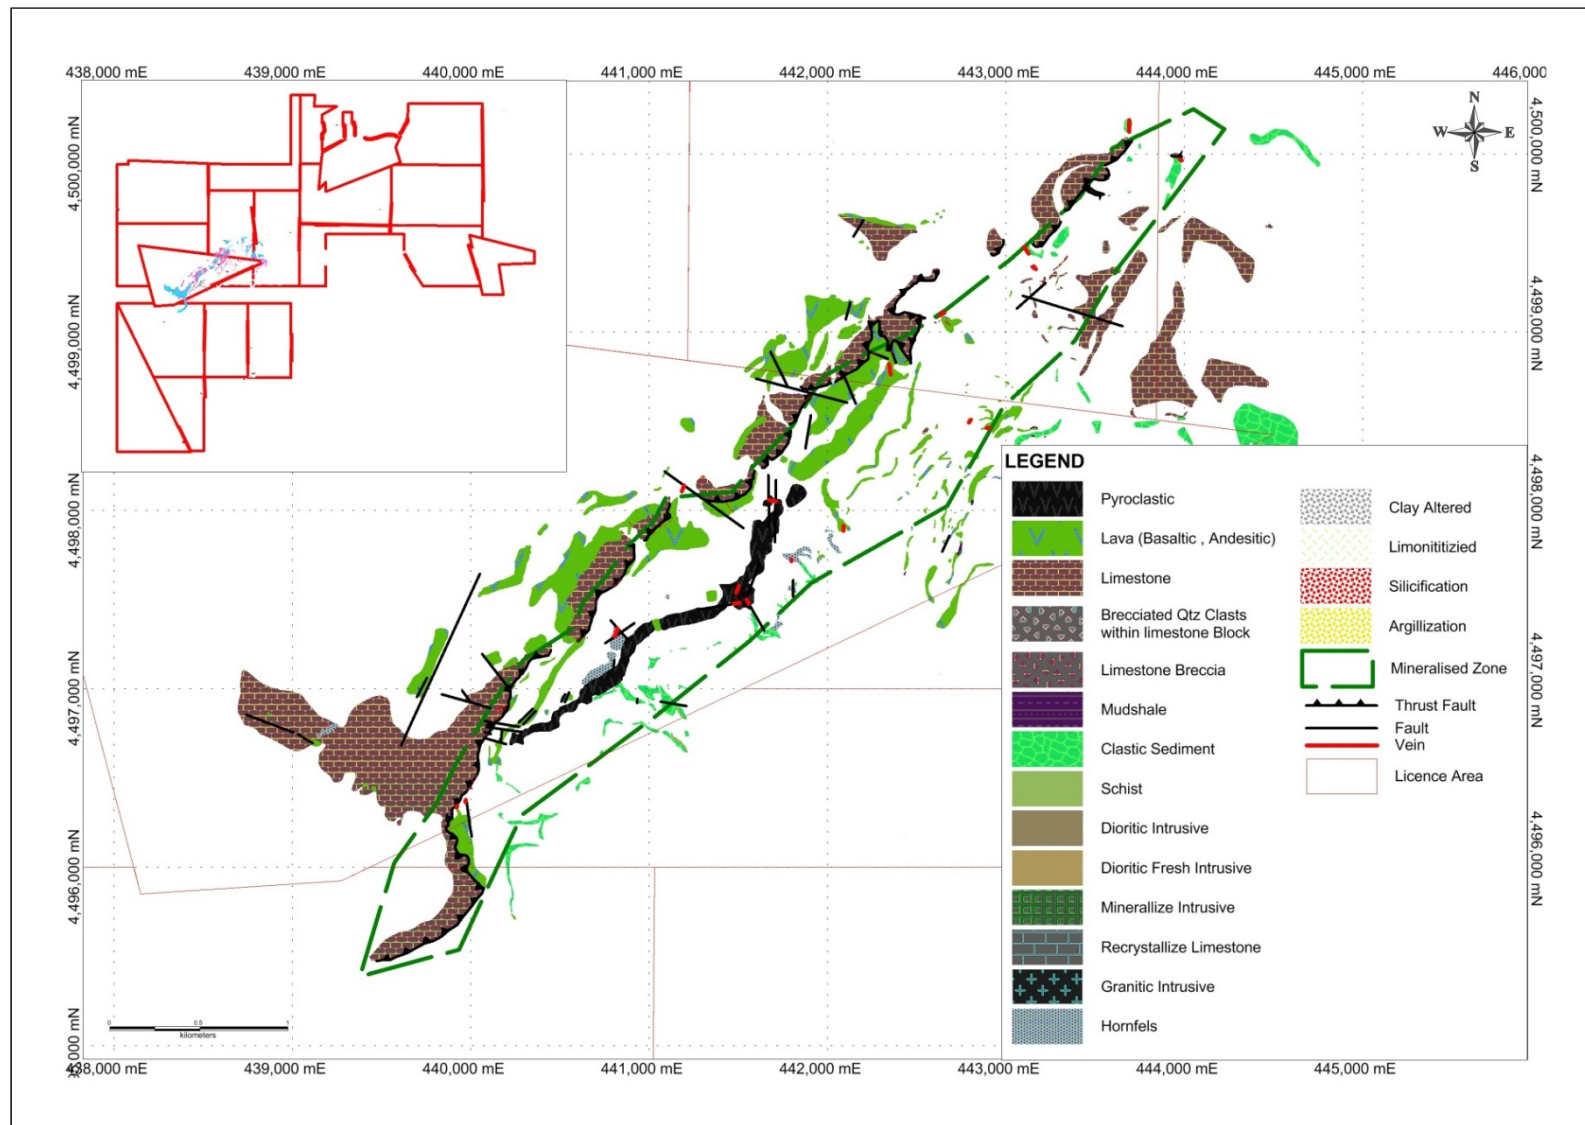 438,000 mE
439,000 mE
440,000 mE
441,000 mE
442,000 mE
443,000 mE
444,000 mE
445,000 mE
446,000
4,500,000 mN
4,499,000 mN
4,498,000 mN
4,497,000 mN
4,496,000 mN
,000 mN
N
W
E
S
4,500,000 mN
4,499,000 mN
4,498,000 mN
4,497,000 mN
4,496,000 mN
LEGEND
Pyroclastic
Lava (Basaltic , Andesitic)
Limestone
Brecciated Qtz Clasts
within limestone Block
Limestone Breccia
Mudshale
Clastic Sediment
Schist
Dioritic Intrusive
Dioritic Fresh Intrusive
Minerallize Intrusive
Recrystallize Limestone
Granitic Intrusive
Hornfels
Clay Altered
Limonititizied
Silicification
Argillization
Mineralised Zone
Thrust Fault
Fault
Vein
Licence Area
0
0.5
1
kilometers
438,000 mE
439,000 mE
440,000 mE
441,000 mE
442,000 mE
443,000 mE
444,000 mE
445,000 mE